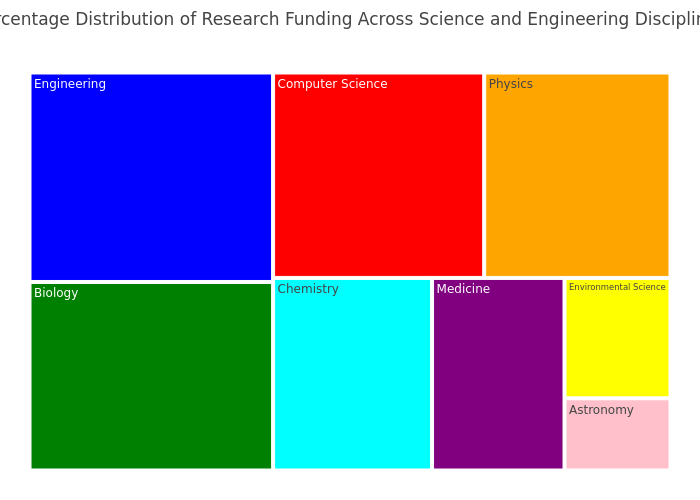 rcentage Distribution of Research Funding Across Science and Engineering Disciplin
Engineering
Computer Science
Physics
Biology
Chemistry
Medicine
Environmental Science
Astronomy